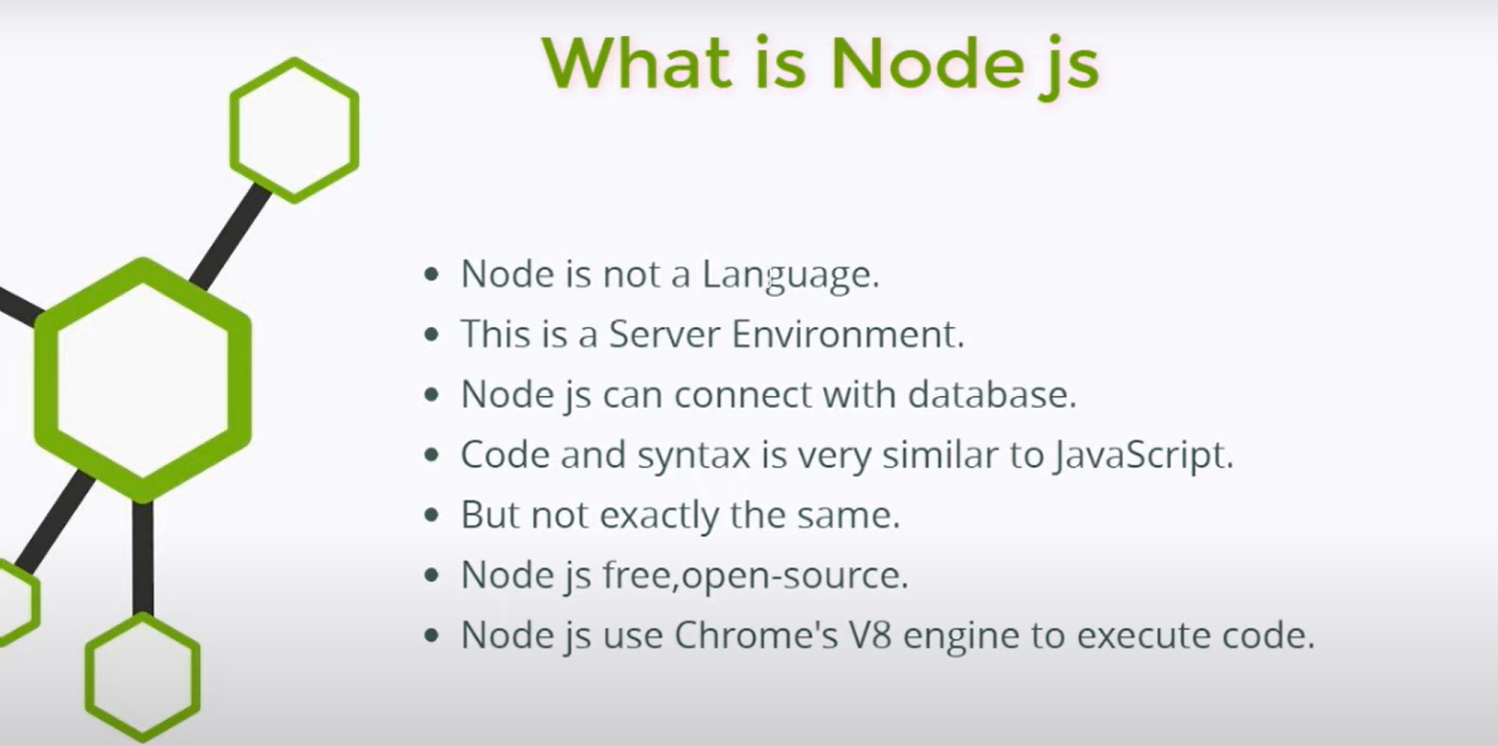 What is Node js
• Node is not a Language.
• This is a Server Environment.
• Node js can connect with database.
• Code and syntax is very similar to JavaScript.
• But not exactly the same.
• Node js free,open-source.
• Node js use Chrome's V8 engine to execute code.